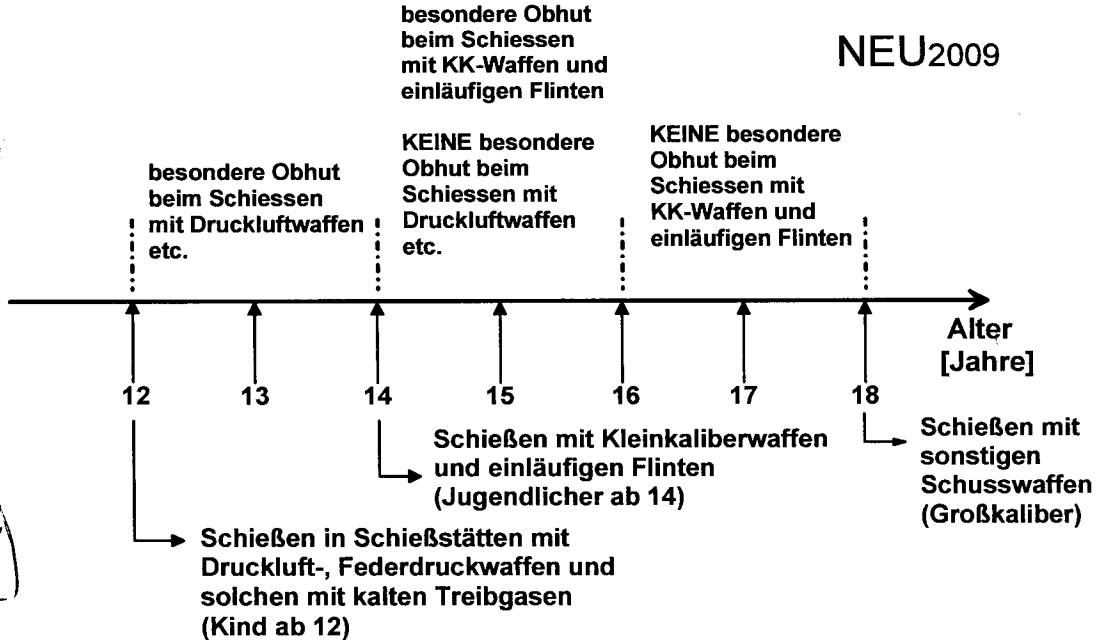 besondere Obhut
beim Schiessen
mit KK-Waffen und
einläufigen Flinten
NEU2009
besondere Obhut
beim Schiessen
mit Druckluftwaffen
etc.
KEINE besondere
Obhut beim
Schiessen mit
Druckluftwaffen
etc.
KEINE besondere
Obhut beim
Schiessen mit
KK-Waffen und
einläufigen Flinten
Alter
[Jahre]
12
13
14
15
16
17
18
Schießen mit Kleinkaliberwaffen
und einläufigen Flinten
(Jugendlicher ab 14)
Schießen mit
sonstigen
Schusswaffen
(Großkaliber)
Schießen in Schießstätten mit
Druckluft-, Federdruckwaffen und
solchen mit kalten Treibgasen
(Kind ab 12)